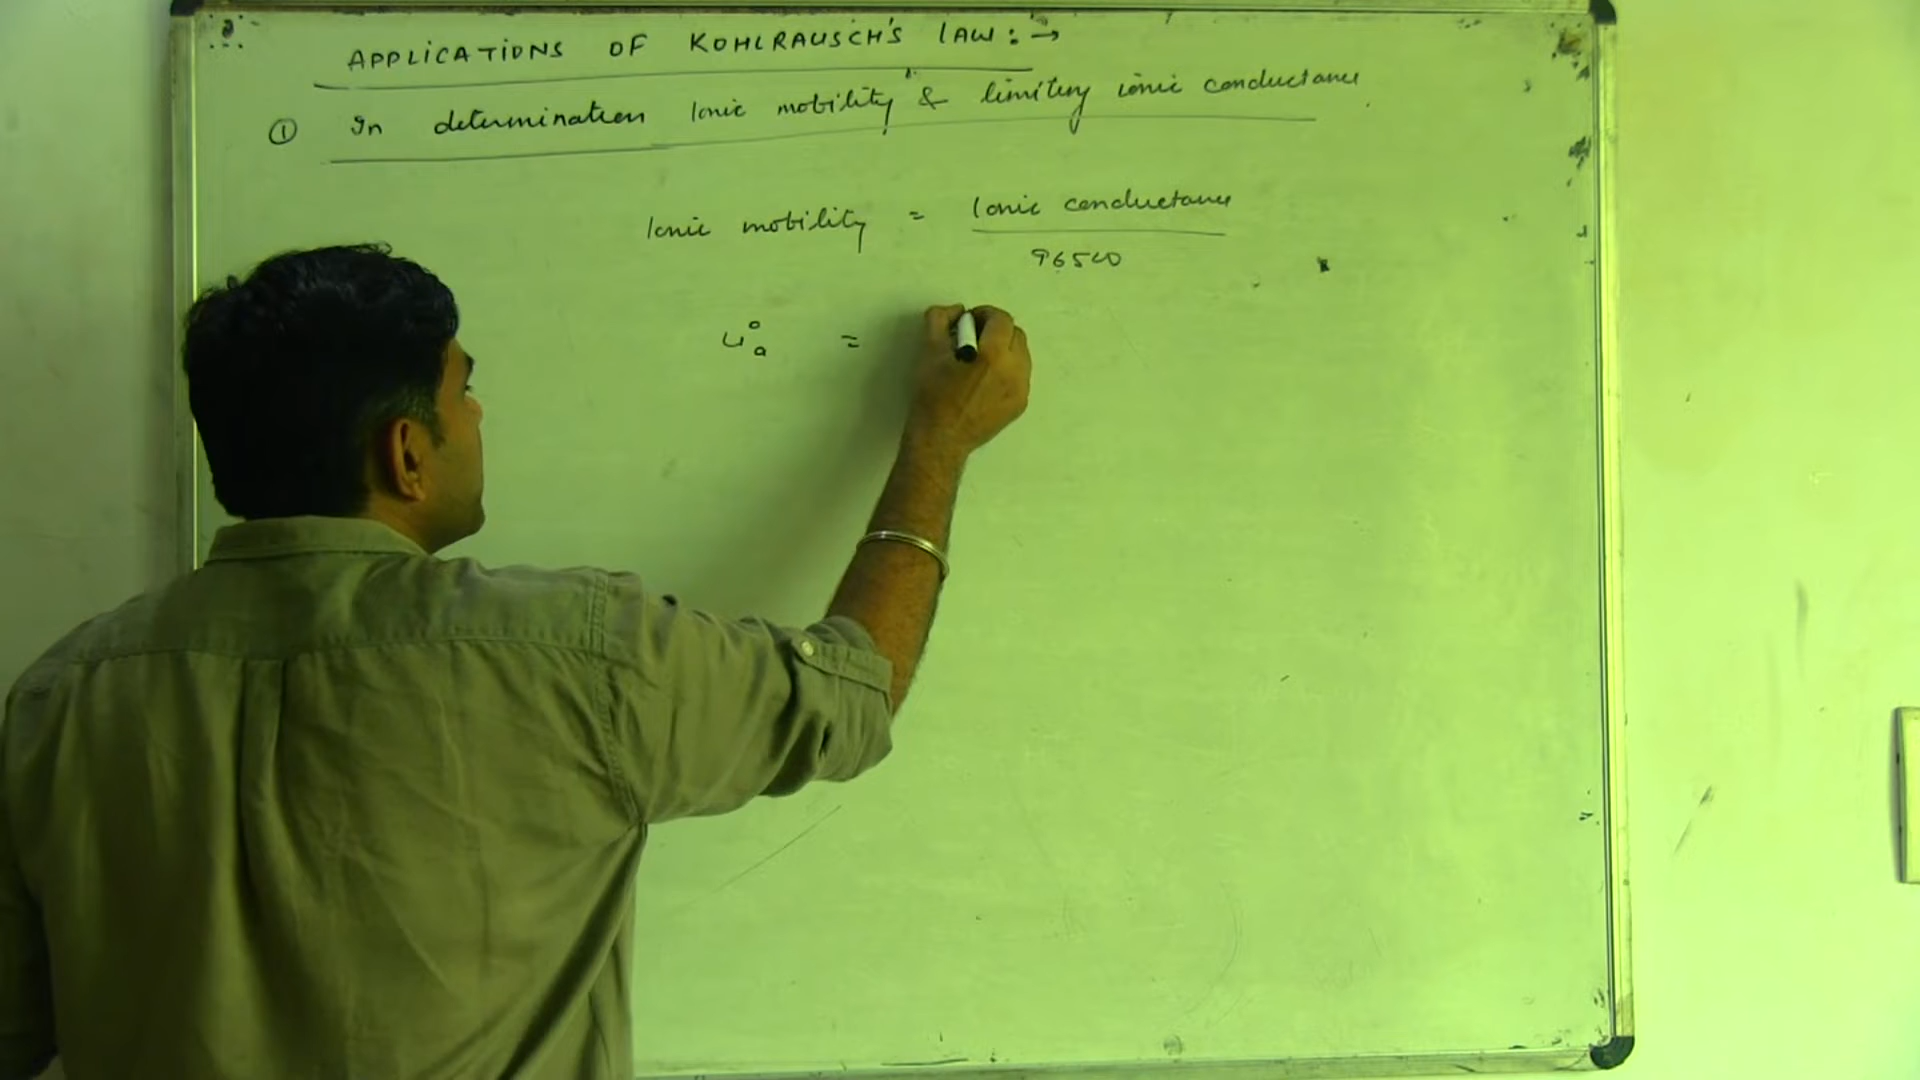 APPLICATIONS OF KOHLRAUSCH'S LAW: →
① In determination Ionic mobility & limiting ionic conductance
Ionic mobility = Ionic conductance
96500
u°a =